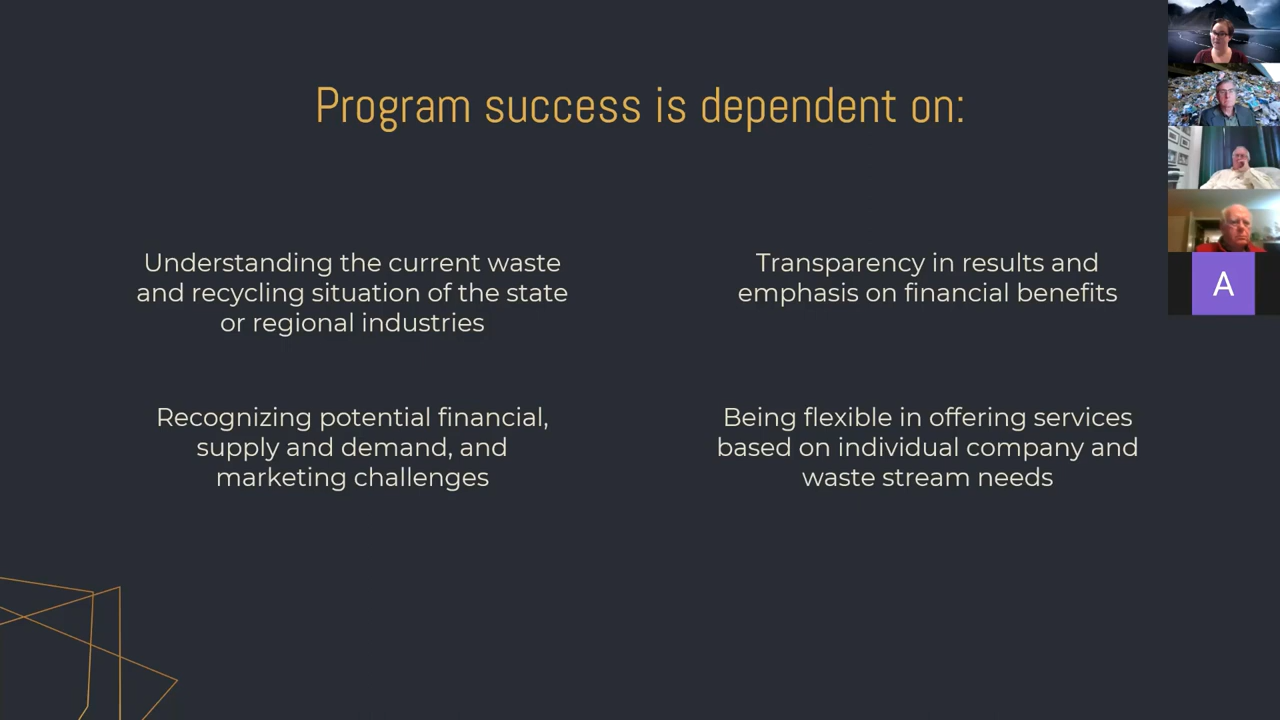 Program success is dependent on:
Understanding the current waste
and recycling situation of the state
or regional industries
Transparency in results and
emphasis on financial benefits
Recognizing potential financial,
supply and demand, and
marketing challenges
Being flexible in offering services
based on individual company and
waste stream needs
A